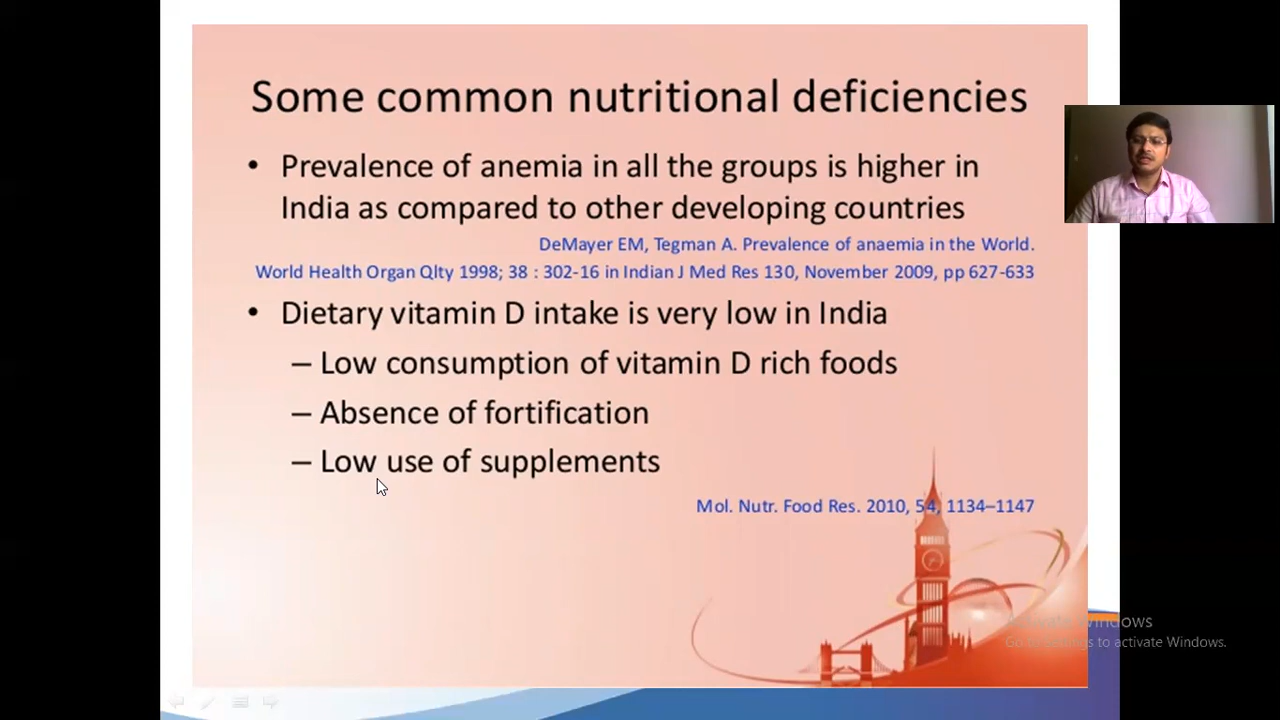 Some common nutritional deficiencies
• Prevalence of anemia in all the groups is higher in
India as compared to other developing countries
DeMayer EM, Tegman A. Prevalence of anaemia in the World.
World Health Organ Qlty 1998; 38 : 302-16 in Indian J Med Res 130, November 2009, pp 627-633
• Dietary vitamin D intake is very low in India
– Low consumption of vitamin D rich foods
– Absence of fortification
– Low use of supplements
Mol. Nutr. Food Res. 2010, 54, 1134–1147
Activate Windows
Go to Settings to activate Windows.